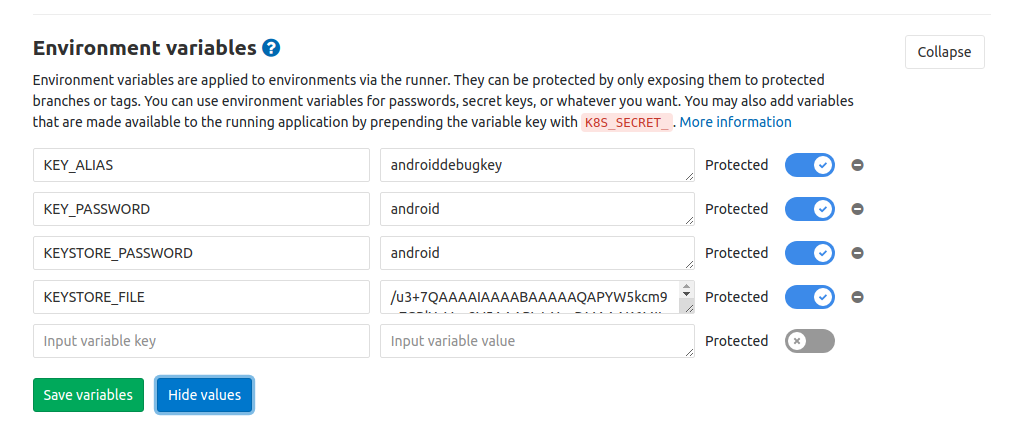 Environment variables ?
Collapse
Environment variables are applied to environments via the runner. They can be protected by only exposing them to protected
branches or tags. You can use environment variables for passwords, secret keys, or whatever you want. You may also add variables
that are made available to the running application by prepending the variable key with K8S_SECRET_. More information
KEY_ALIAS androiddebugkey Protected
KEY_PASSWORD android Protected
KEYSTORE_PASSWORD android Protected
KEYSTORE_FILE /u3+7QAAAAIAAAABAAAAAQAPYW5kcm9 Protected
Input variable key Input variable value Protected
Save variables Hide values